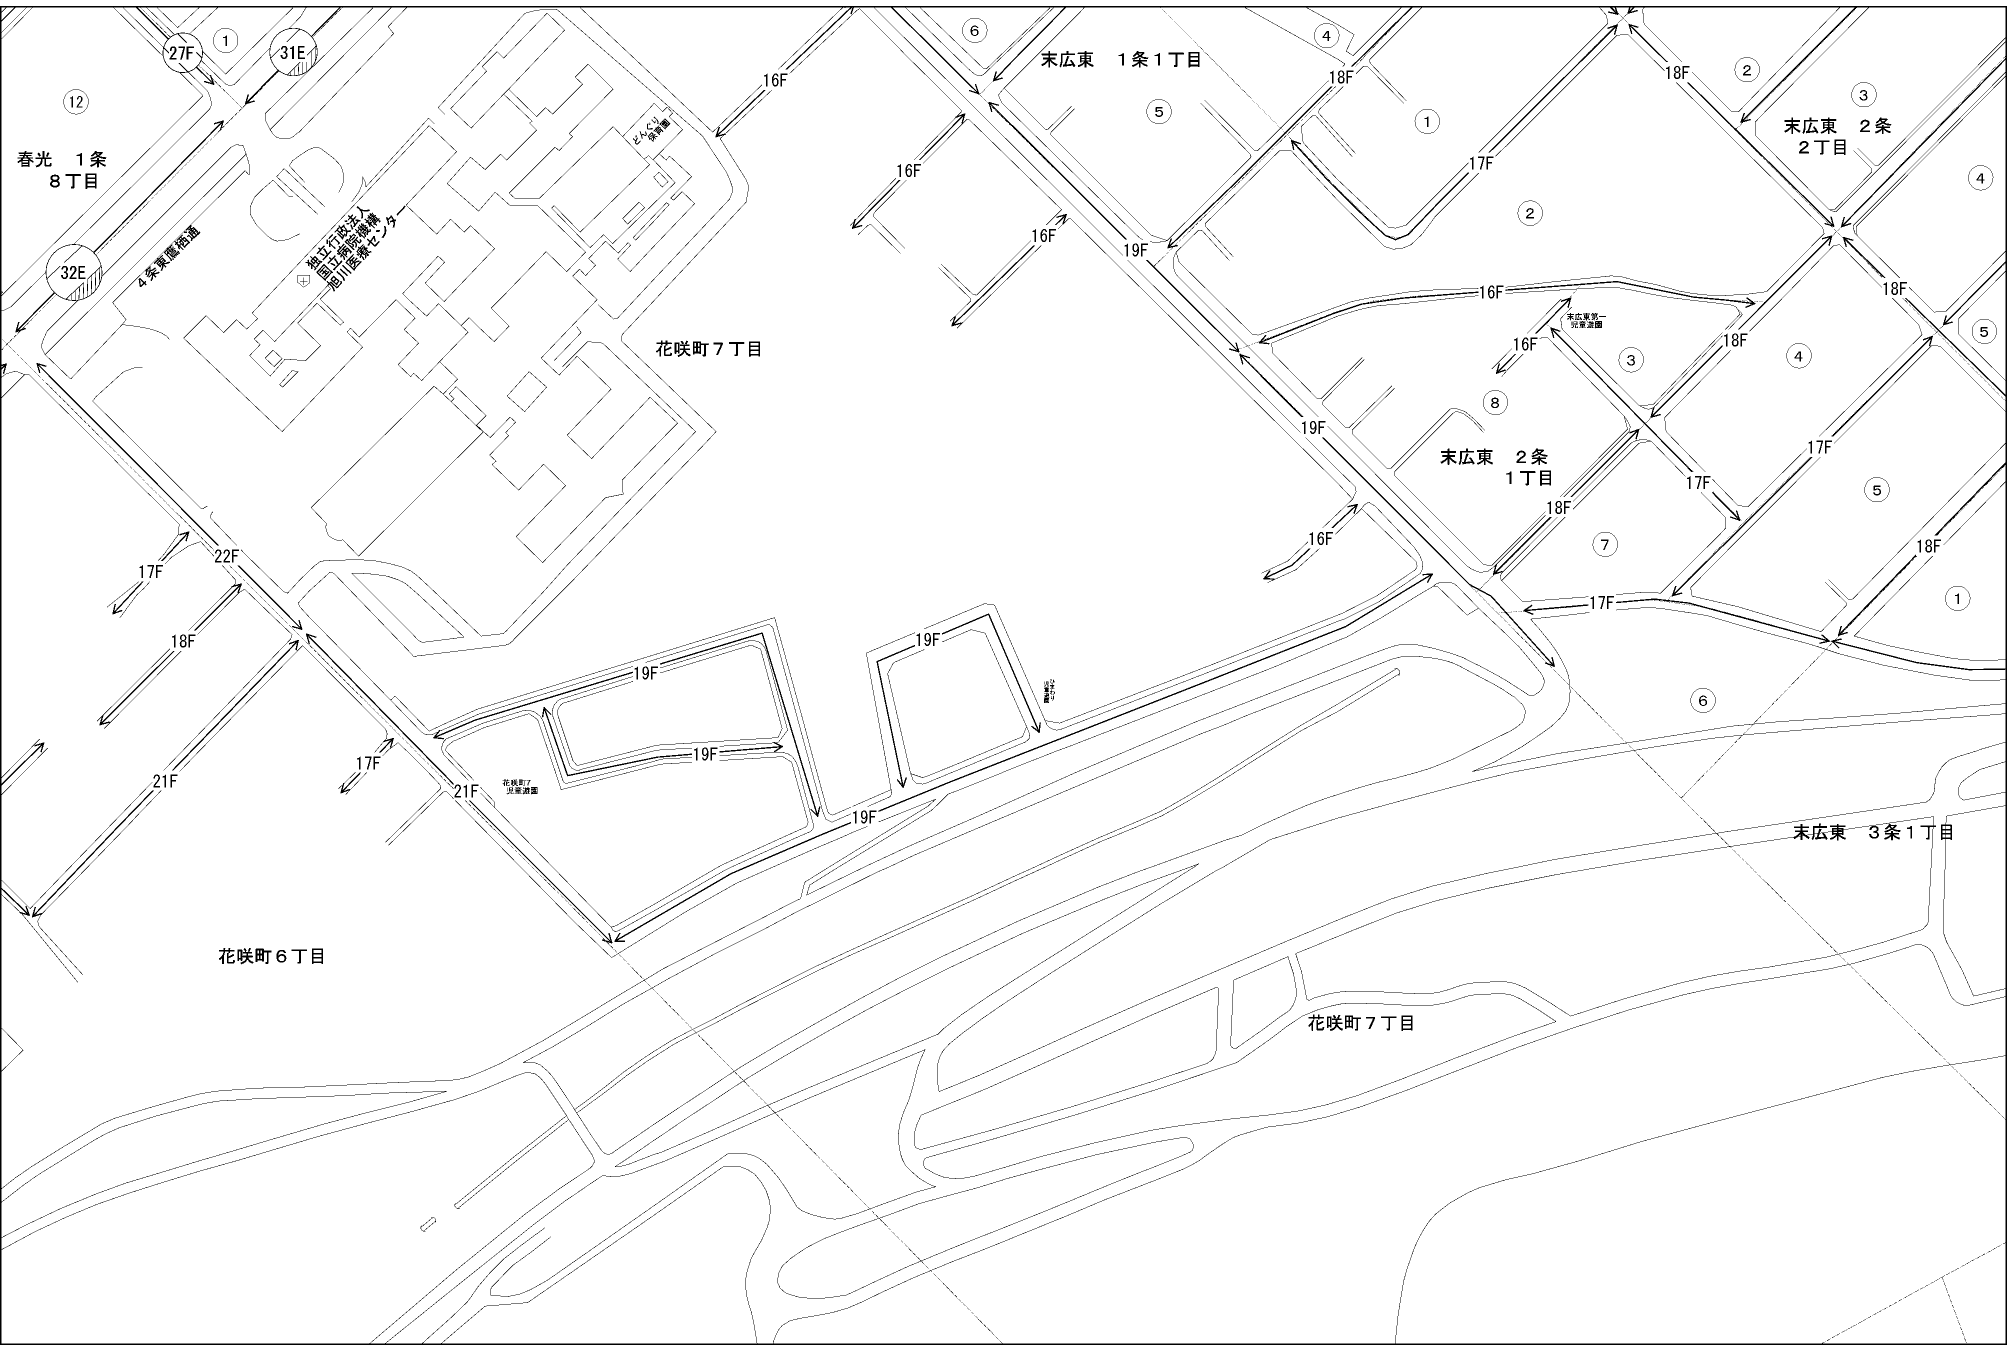 27F
①
31E
⑥
末広東　１条１丁目
④
18F
16F
18F
②
③
⑫
⑤
①
末広東　２条
２丁目
春光　１条
８丁目
どんぐり
保育園
16F
17F
④
②
16F
19F
独立行政法人
国立病院機構
旭川医療センター
４条東鷹栖通
32E
18F
16F
末広東第一
児童遊園
⑤
花咲町７丁目
16F
18F
③
④
⑧
19F
17F
末広東　２条
１丁目
17F
⑤
18F
16F
⑦
18F
22F
17F
17F
①
18F
19F
19F
ひまわり
児童遊園
⑥
19F
17F
21F
21F
花咲町7
児童遊園
19F
末広東　３条１丁目
花咲町６丁目
花咲町７丁目